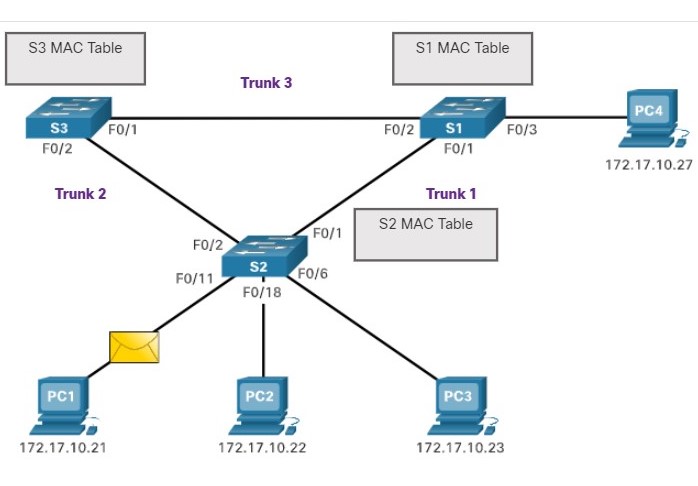 S3 MAC Table
S1 MAC Table
Trunk 3
PC4
S3
F0/1
F0/2
S1
F0/3
F0/2
F0/1
172.17.10.27
Trunk 2
Trunk 1
S2 MAC Table
F0/2
F0/1
S2
F0/11
F0/6
F0/18
PC1
PC2
PC3
172.17.10.21
172.17.10.22
172.17.10.23